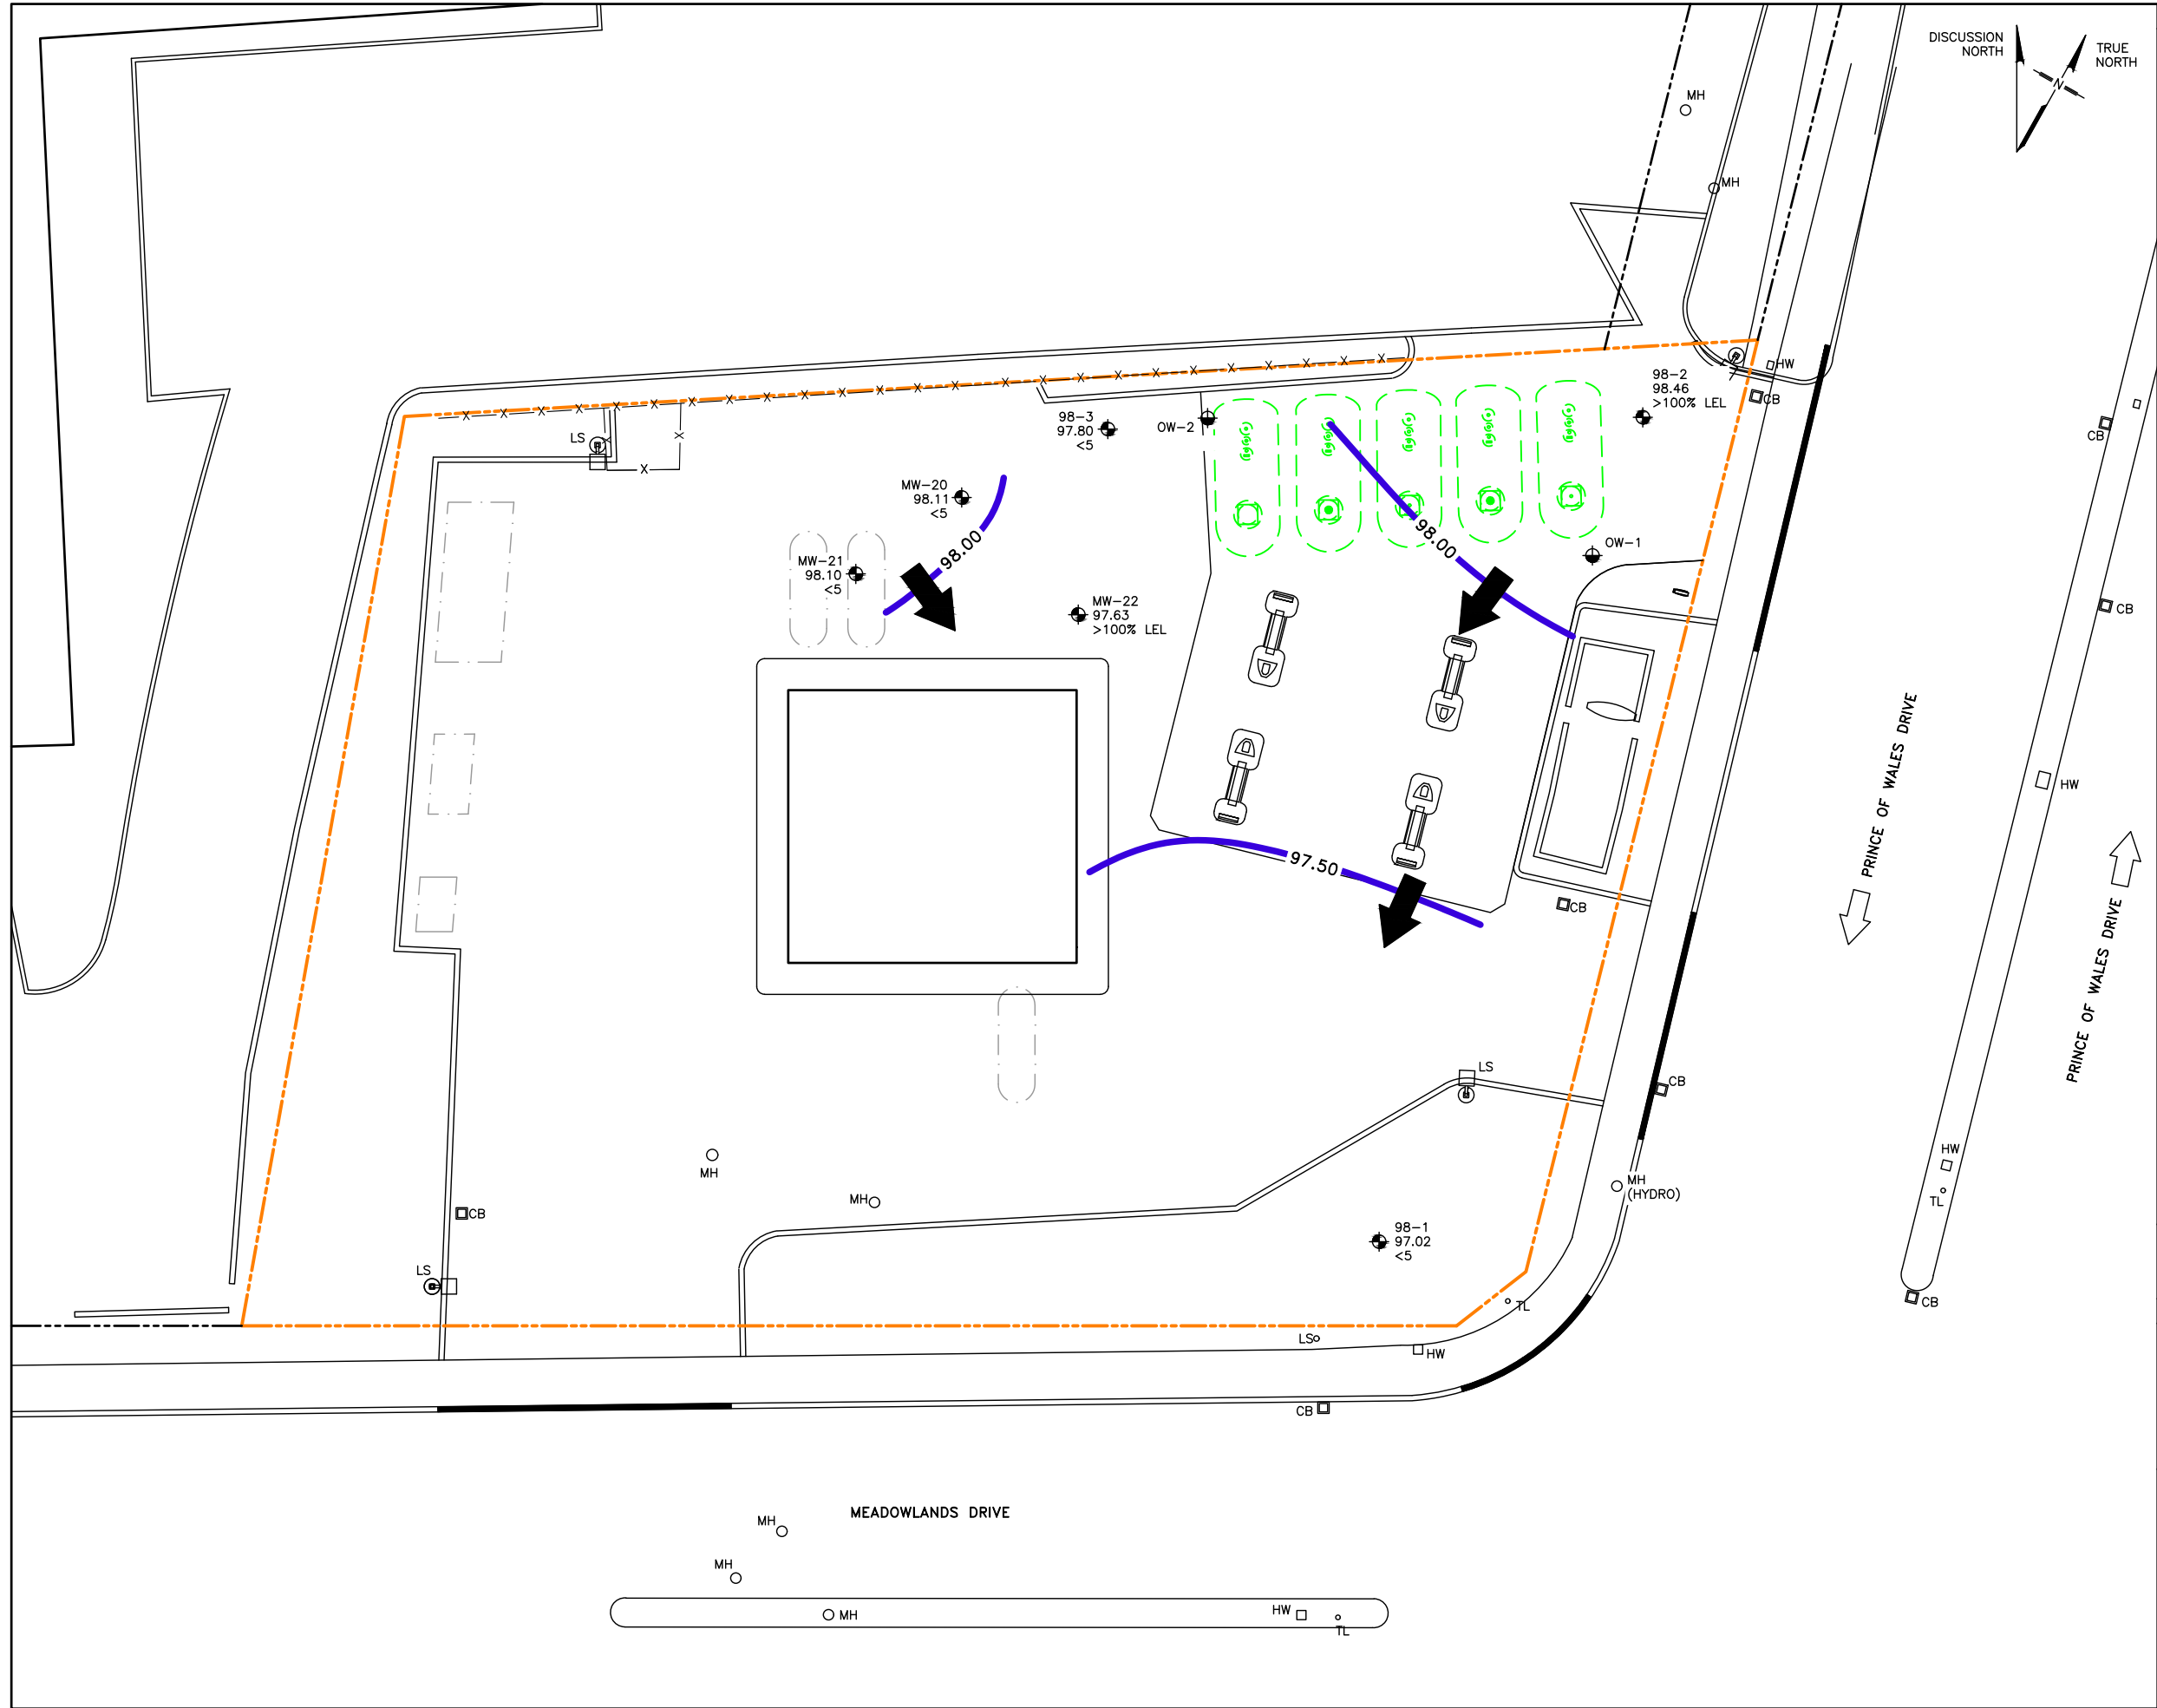 DISCUSSION
NORTH
TRUE
NORTH
N
MH
MH
HW
98-2
98.46
>100% LEL
CB
CB
LS
98-3
97.80
<5
OW-2
MW-20
98.11
<5
98.00
98.00
OW-1
MW-21
98.10
<5
MW-22
97.63
>100% LEL
CB
PRINCE OF WALES DRIVE
HW
97.50
CB
PRINCE OF WALES DRIVE
LS
CB
MH
MH
MH
(HYDRO)
HW
TL
CB
98-1
97.02
<5
LS
TL
CB
LS
HW
CB
MEADOWLANDS DRIVE
MH
MH
MH
HW
TL
X X X X X X X X X X X X X X X X X X X X X X X X X
X
X
X